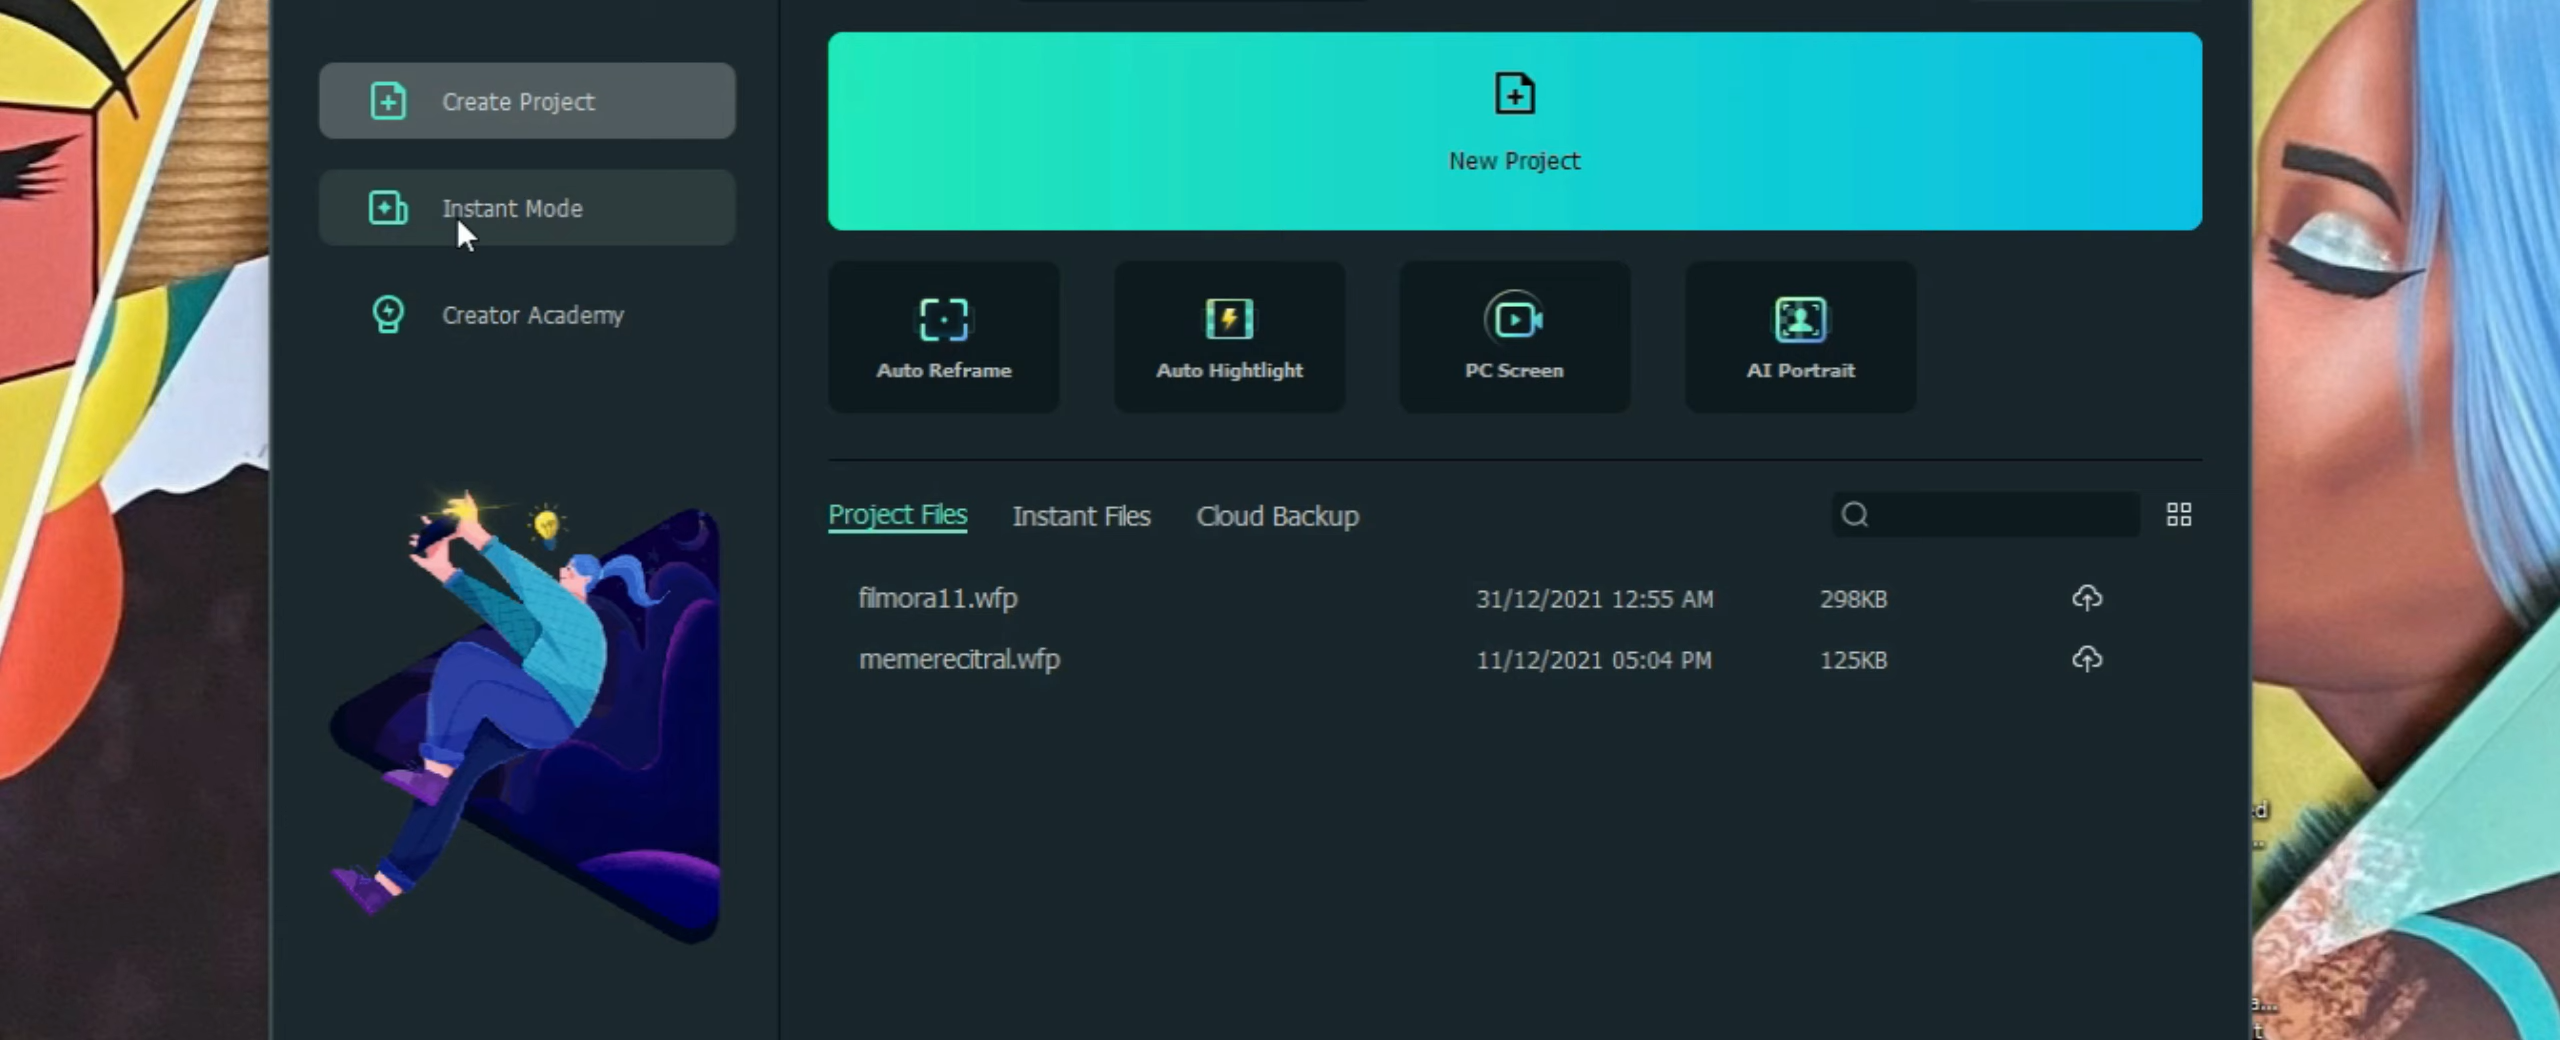 Create Project
Instant Mode
Creator Academy
New Project
Auto Reframe
Auto Hightlight
PC Screen
AI Portrait
Project Files
Instant Files
Cloud Backup
filmora11.wfp 31/12/2021 12:55 AM 298KB
memerecitral.wfp 11/12/2021 05:04 PM 125KB